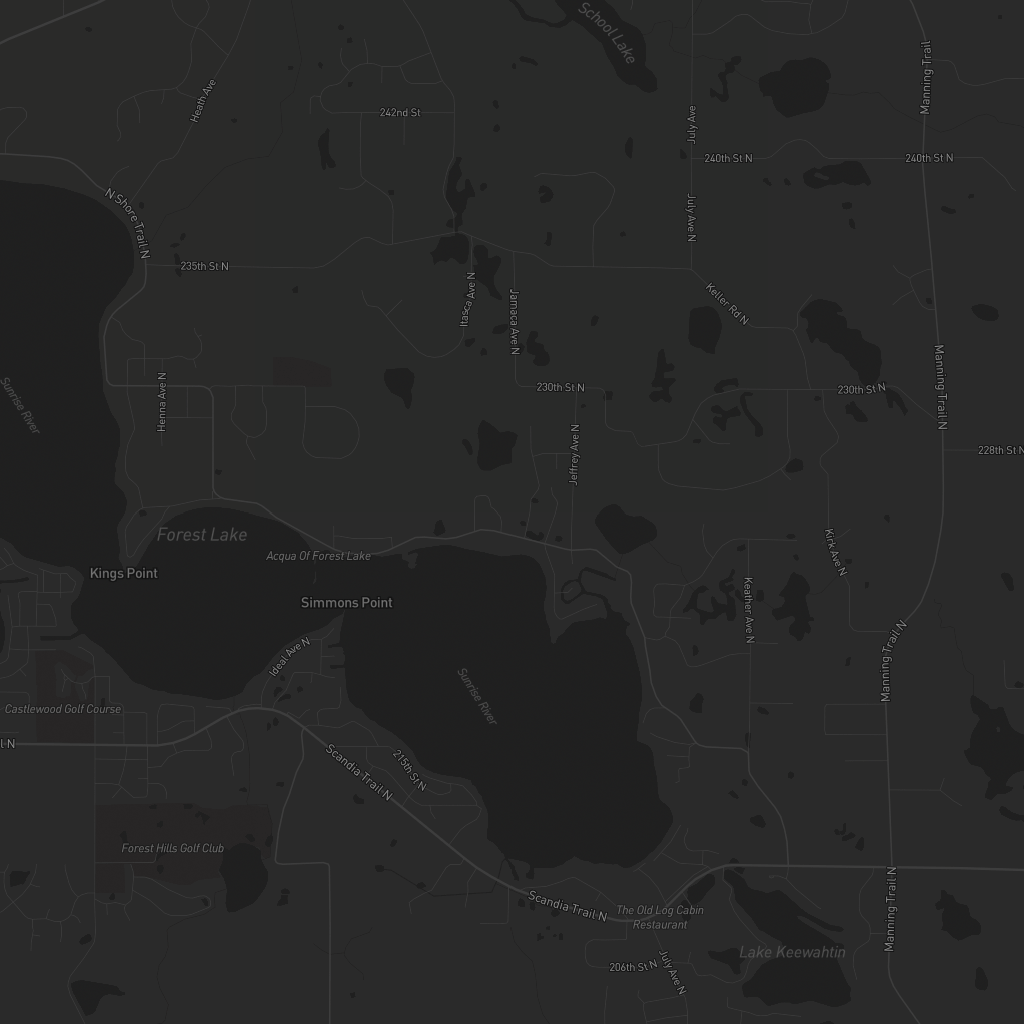 School Lake
Manning Trail
Heath Ave
242nd St
July Ave
240th St N
240th St N
N Shore Trail N
July Ave N
235th St N
Itasca Ave N
Jamaca Ave N
Keller Rd N
Manning Trail N
Sunrise River
Henna Ave N
230th St N
230th St N
Jeffrey Ave N
228th St N
Forest Lake
Acqua Of Forest Lake
Kirk Ave N
Kings Point
Keather Ave N
Simmons Point
Ideal Ave N
Manning Trail N
Sunrise River
Castlewood Golf Course
l N
Scandia Trail N
215th St N
Forest Hills Golf Club
Scandia Trail N
The Old Log Cabin
Restaurant
Manning Trail N
Lake Keewahtin
206th St N
July Ave N